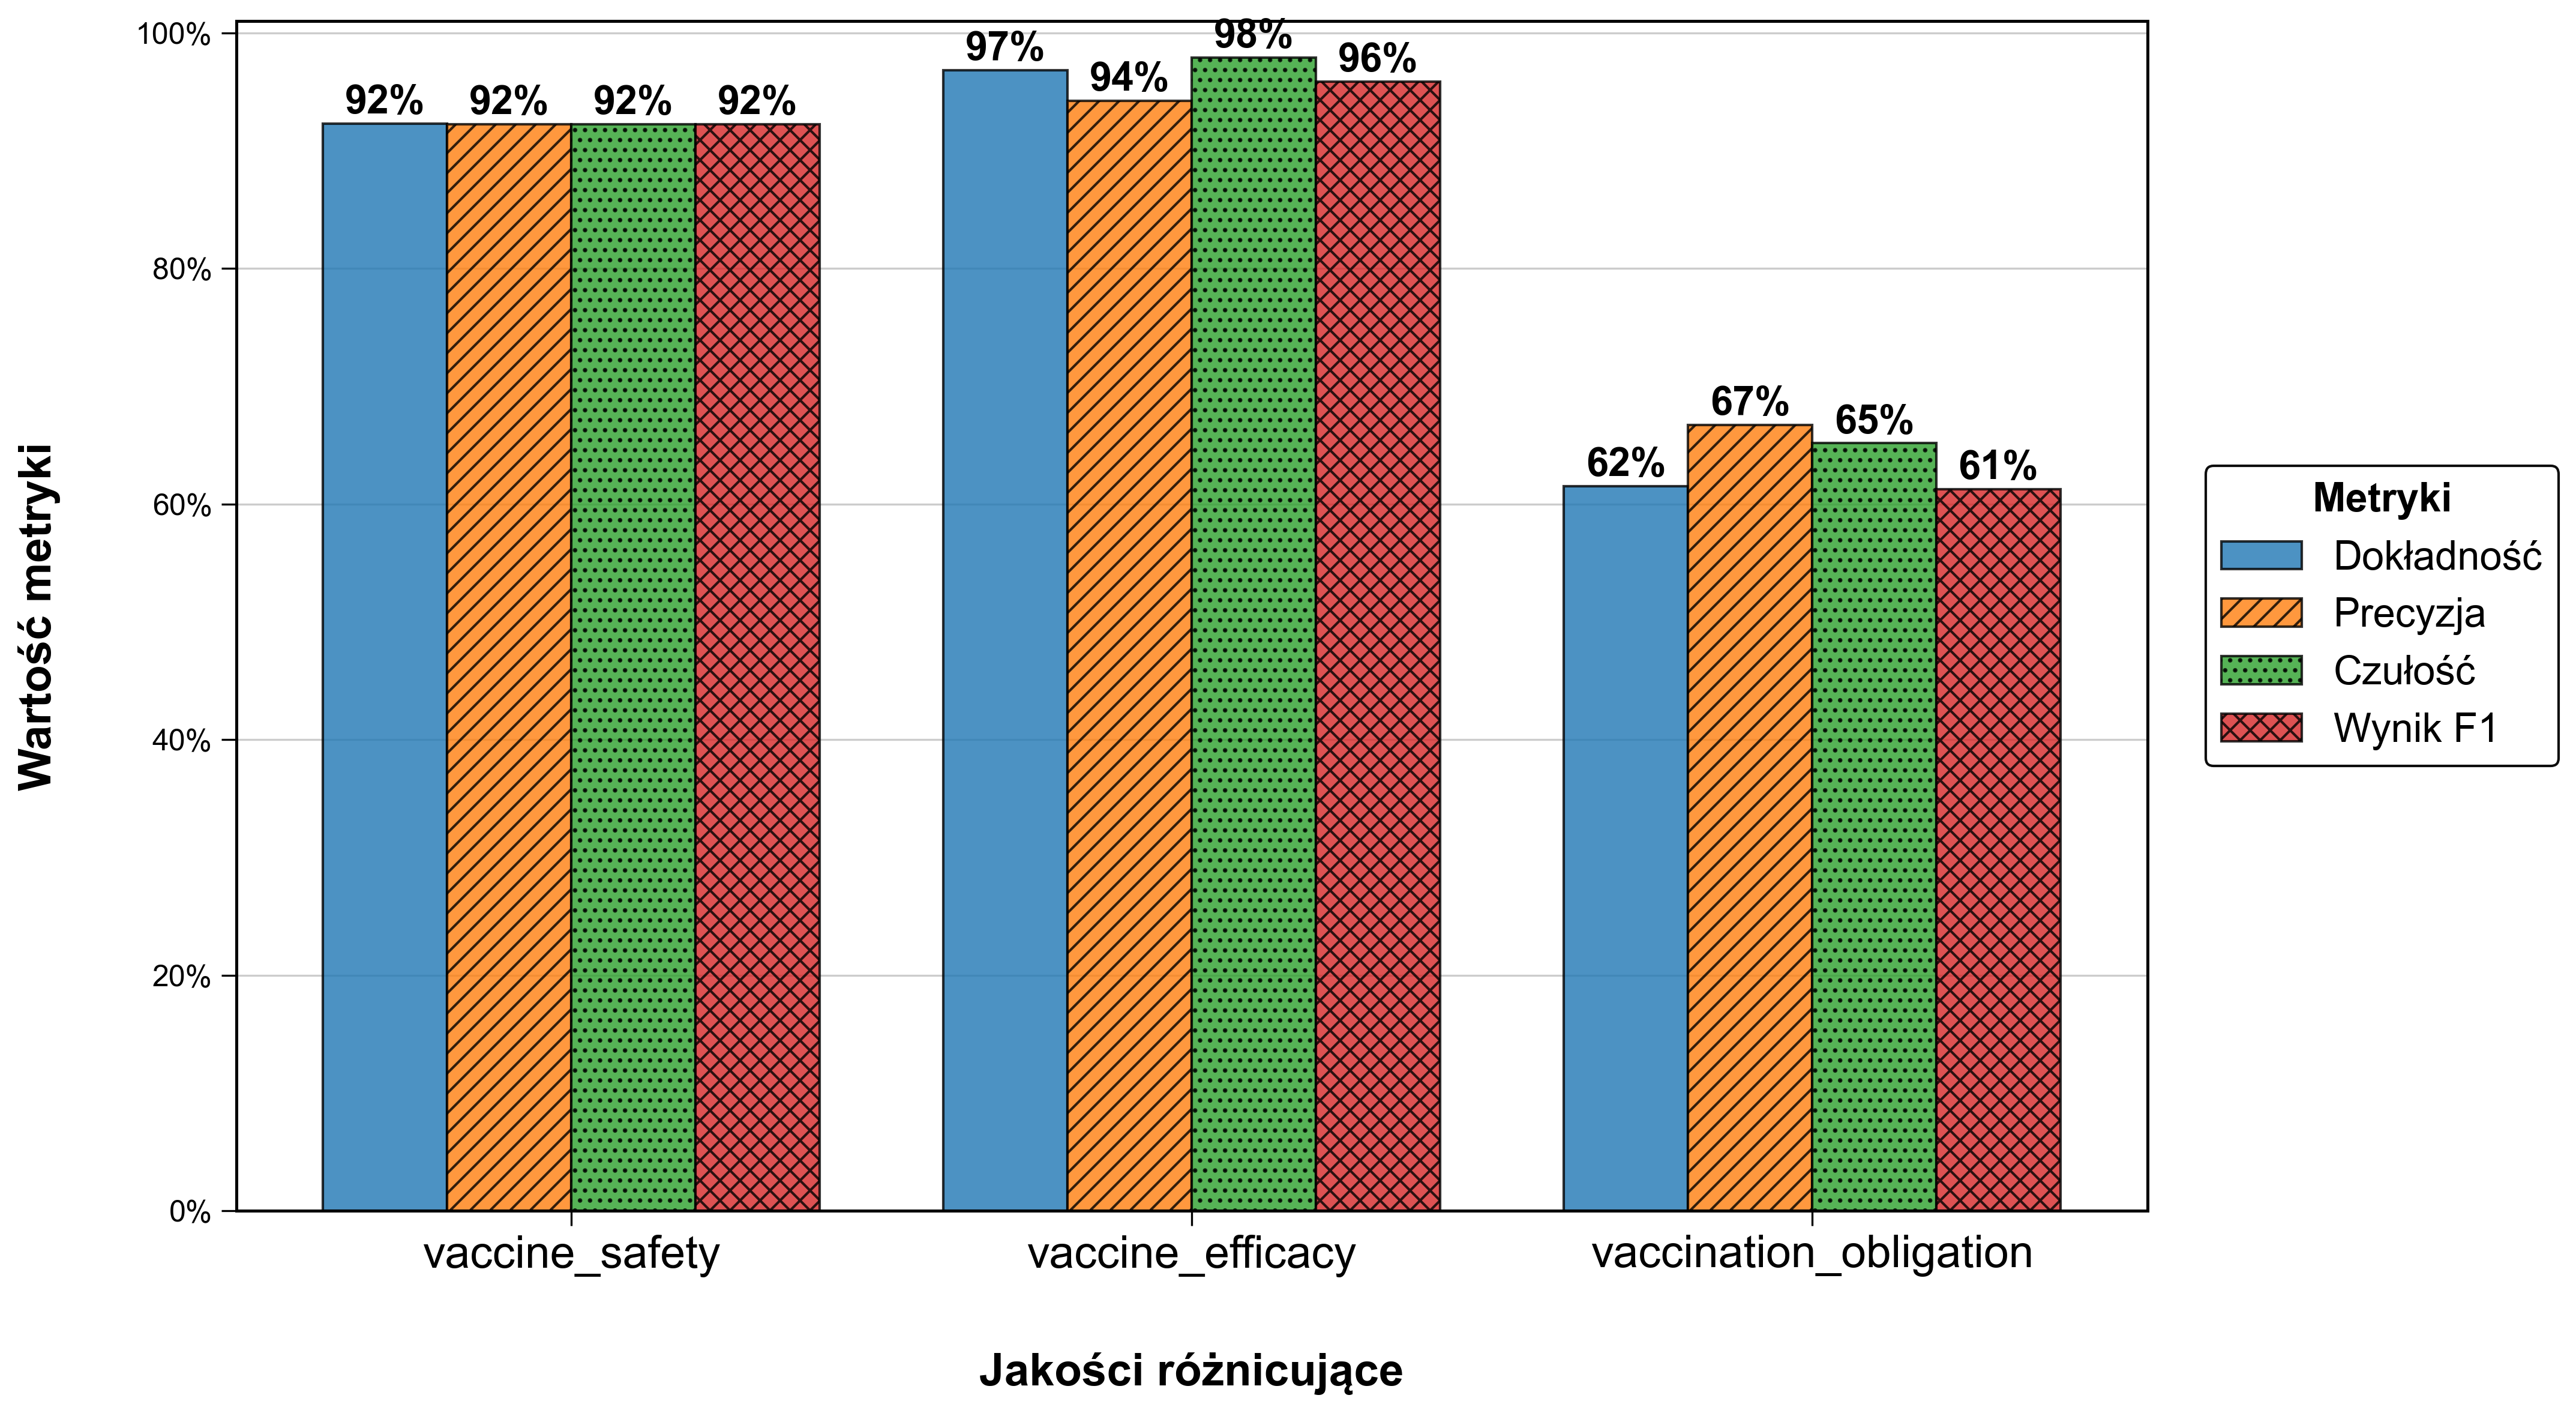 100%
80%
60%
40%
20%
0%
Wartość metryki
92% 92% 92% 92%
97% 94% 98% 96%
62% 67% 65% 61%
vaccine_safety vaccine_efficacy vaccination_obligation
Jakości różnicujące
Metryki
Dokładność
Precyzja
Czułość
Wynik F1